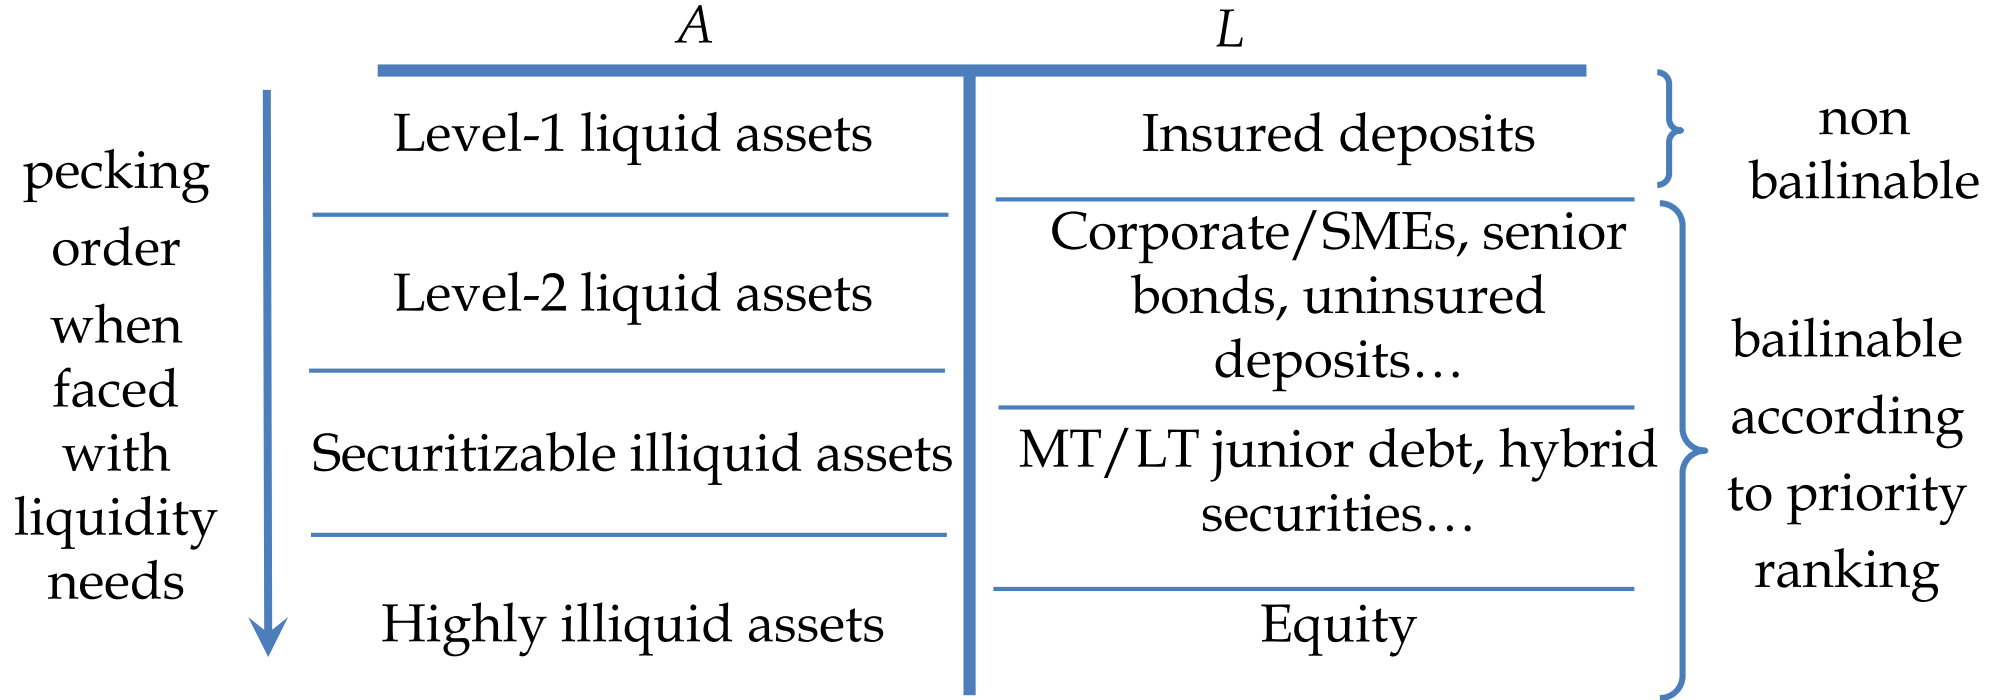 A
L
pecking
order
when
faced
with
liquidity
needs
Level-1 liquid assets
Level-2 liquid assets
Securitizable illiquid assets
Highly illiquid assets
Insured deposits
Corporate/SMEs, senior
bonds, uninsured
deposits…
MT/LT junior debt, hybrid
securities…
Equity
non
bailinable
bailinable
according
to priority
ranking